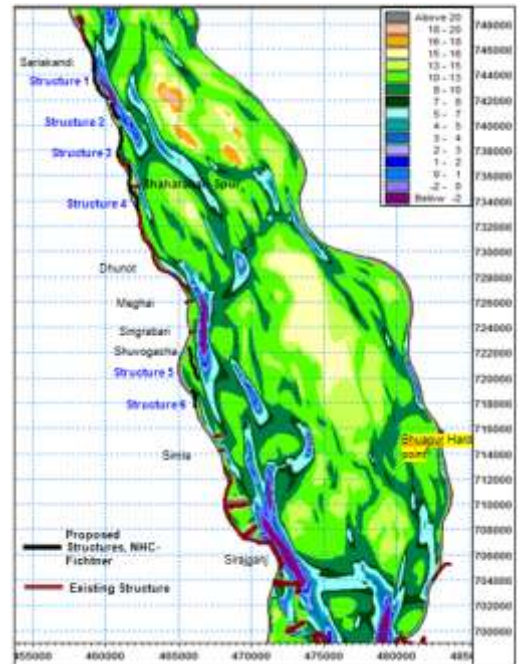 Above 20
18 - 20
16 - 18
15 - 16
13 - 15
10 - 13
8 - 10
7 - 8
5 - 7
4 - 5
3 - 4
2 - 3
1 - 2
0 - 1
-2 - 0
Below -2
Sariakandi
Structure 1
Structure 2
Structure 3
Structure 4
Dhunot
Meghai
Singrabari
Shuvogasha
Structure 5
Structure 6
Simla
Bhuapur Hard
point
Sirajganj
Proposed
Structures, NHC-
Fichtner
Existing Structure
746000
744000
742000
740000
738000
736000
734000
732000
730000
728000
726000
724000
722000
720000
718000
716000
714000
712000
710000
708000
706000
704000
702000
700000
455000 460000 465000 470000 475000 480000